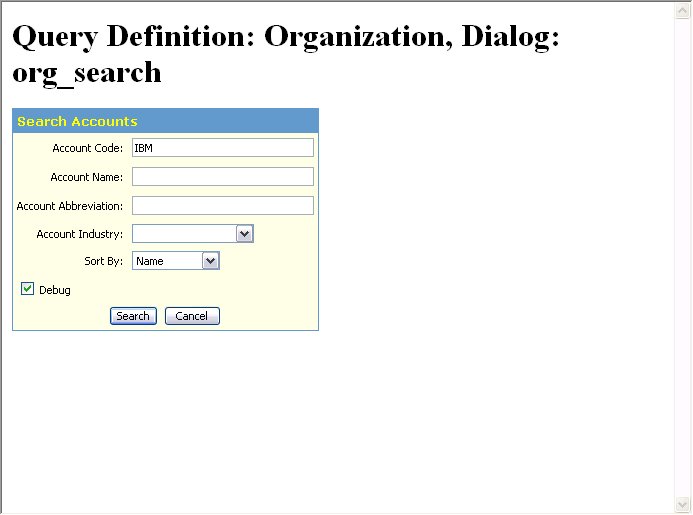 Query Definition: Organization, Dialog:
org_search
Search Accounts
Account Code: IBM
Account Name:
Account Abbreviation:
Account Industry:
Sort By: Name
Debug
Search Cancel